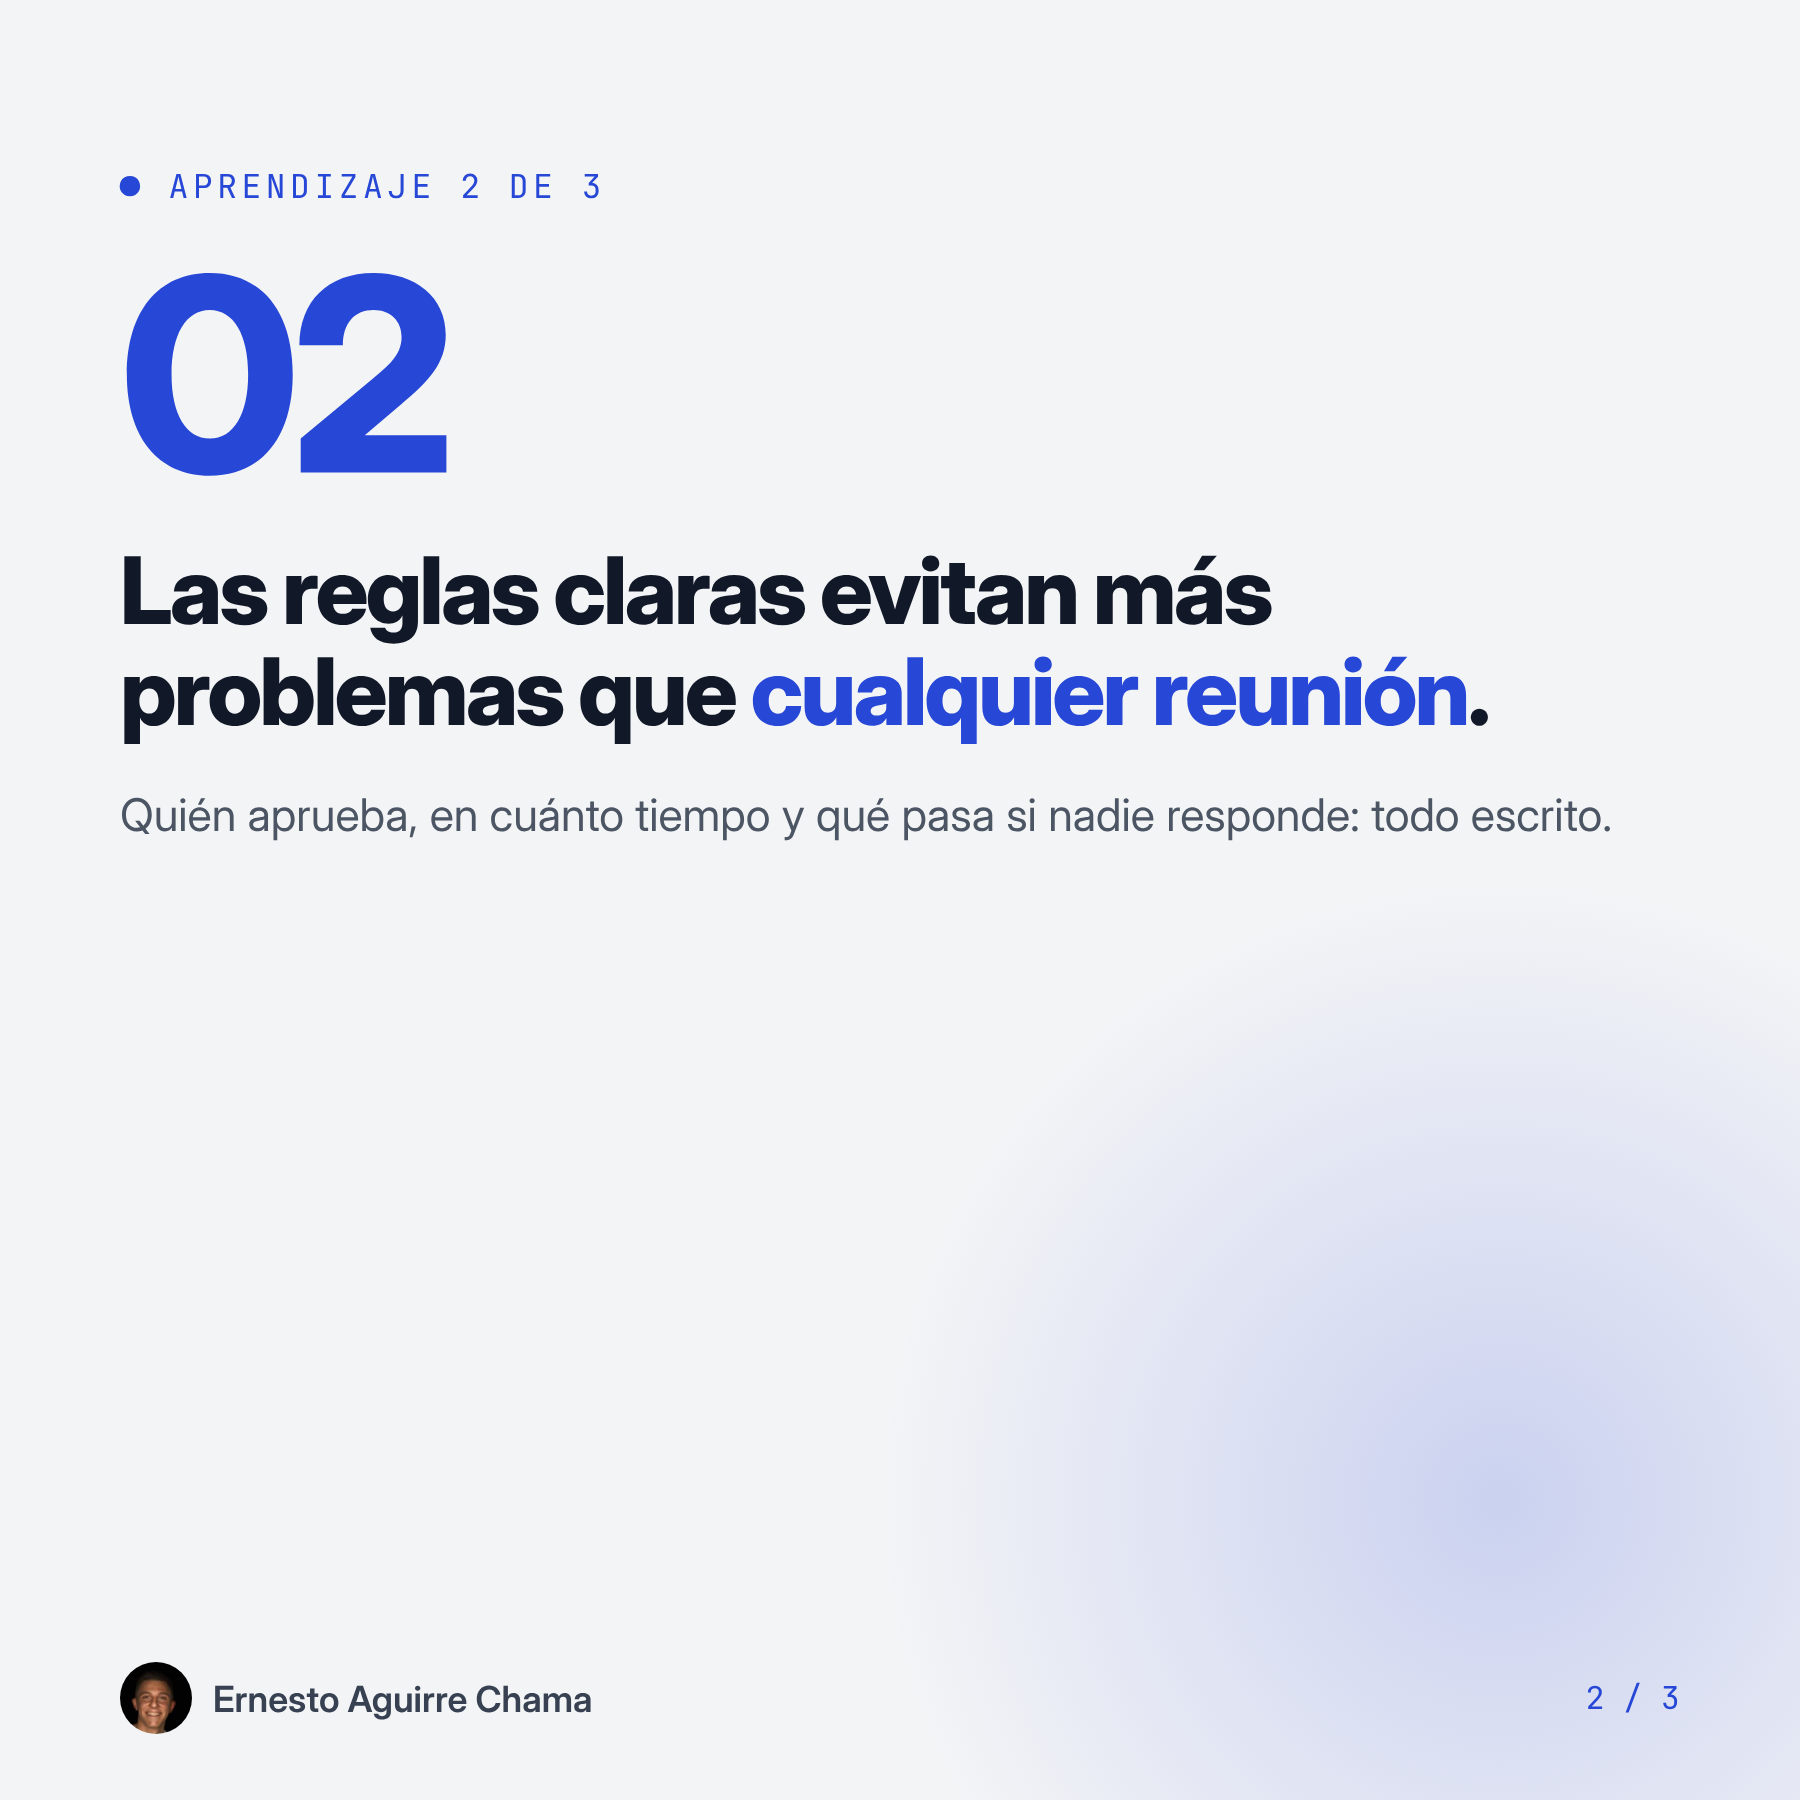 APRENDIZAJE 2 DE 3
02
Las reglas claras evitan más
problemas que cualquier reunión.
Quién aprueba, en cuánto tiempo y qué pasa si nadie responde: todo escrito.
Ernesto Aguirre Chama
2 / 3